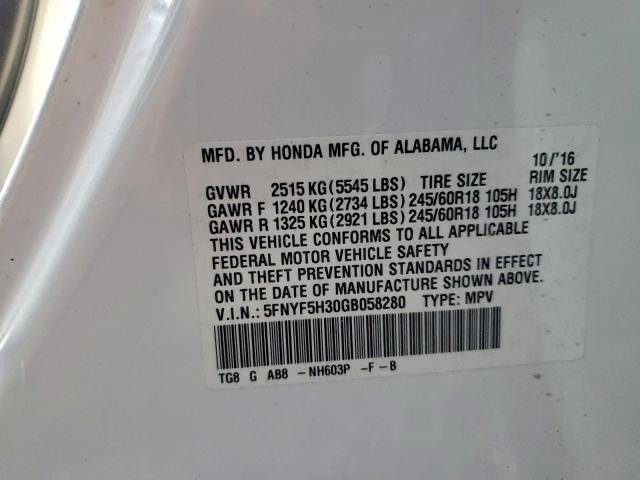 MFD. BY HONDA MFG. OF ALABAMA, LLC 10/'16
GVWR 2515 KG (5545 LBS) TIRE SIZE RIM SIZE
GAWR F 1240 KG (2734 LBS) 245/60R18 105H 18X8.0J
GAWR R 1325 KG (2921 LBS) 245/60R18 105H 18X8.0J
THIS VEHICLE CONFORMS TO ALL APPLICABLE
FEDERAL MOTOR VEHICLE SAFETY
AND THEFT PREVENTION STANDARDS IN EFFECT
ON THE DATE OF MANUFACTURE SHOWN ABOVE.
V.I.N.: 5FNYF5H30GB058280 TYPE: MPV
TG8 G AB8 -NH603P -F-B